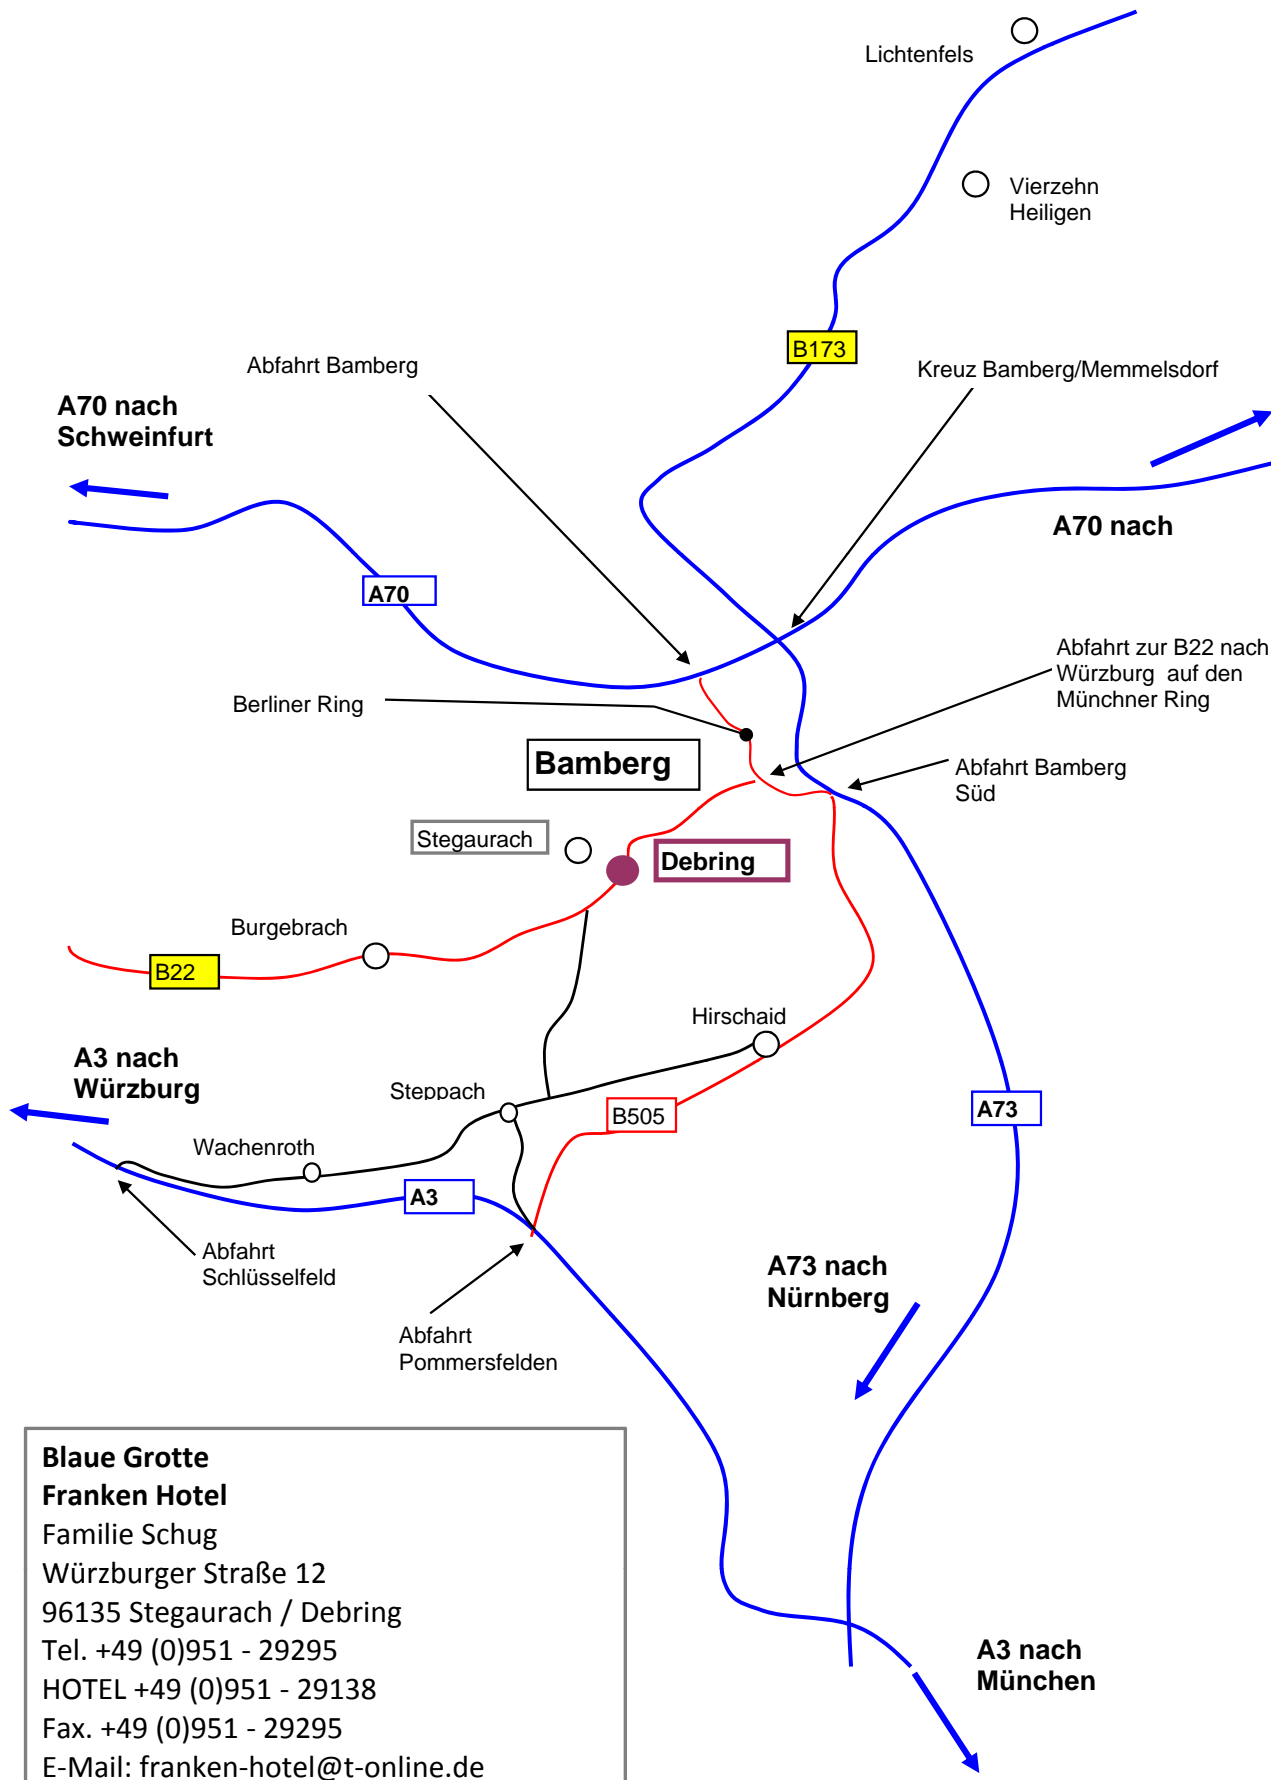 Lichtenfels
Vierzehn
Heiligen
B173
Abfahrt Bamberg
Kreuz Bamberg/Memmelsdorf
A70 nach
Schweinfurt
A70 nach
A70
Abfahrt zur B22 nach
Würzburg auf den
Münchner Ring
Berliner Ring
Bamberg
Abfahrt Bamberg
Süd
Stegaurach
Debring
Burgebrach
B22
Hirschaid
A3 nach
Würzburg
Steppach
B505
A73
Wachenroth
A3
Abfahrt
Schlüsselfeld
A73 nach
Nürnberg
Abfahrt
Pommersfelden
Blaue Grotte
Franken Hotel
Familie Schug
Würzburger Straße 12
96135 Stegaurach / Debring
Tel. +49 (0)951 - 29295
HOTEL +49 (0)951 - 29138
Fax. +49 (0)951 - 29295
E-Mail: franken-hotel@t-online.de
A3 nach
München